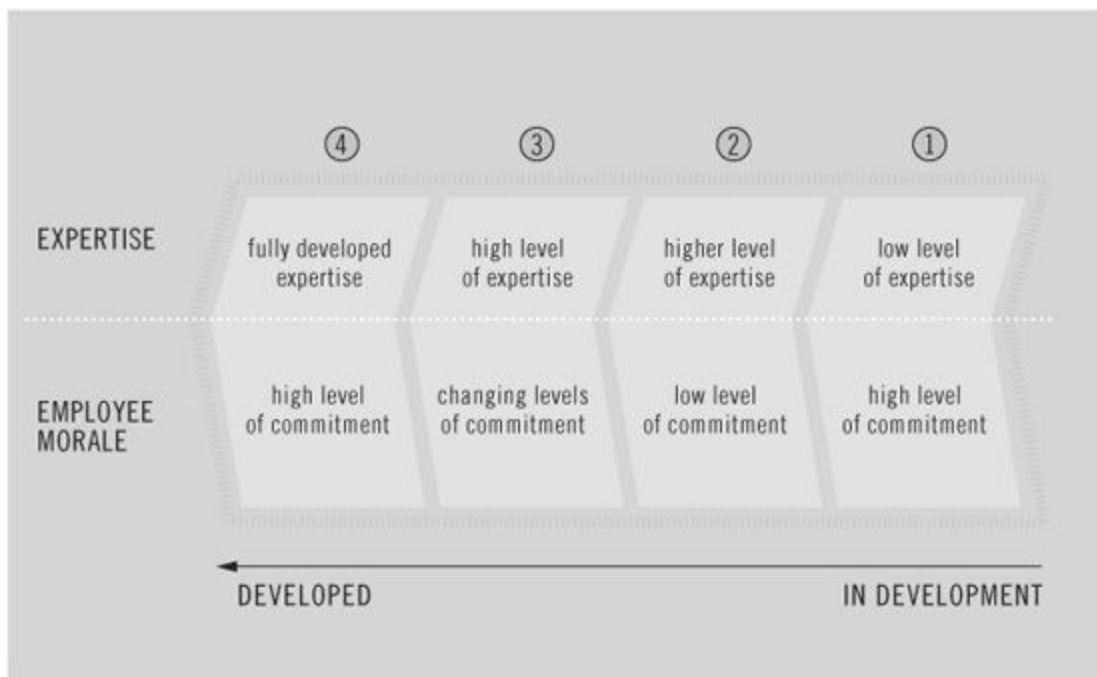 ④ ③ ② ①
EXPERTISE
fully developed
expertise
high level
of expertise
higher level
of expertise
low level
of expertise
EMPLOYEE
MORALE
high level
of commitment
changing levels
of commitment
low level
of commitment
high level
of commitment
DEVELOPED
IN DEVELOPMENT